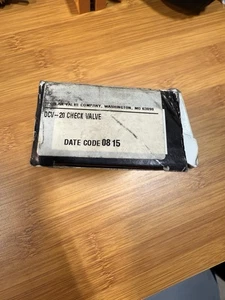 VALVE COMPANY, WASHINGTON, MO 63090
DCV-20 CHECK VALVE
DATE CODE 08 15